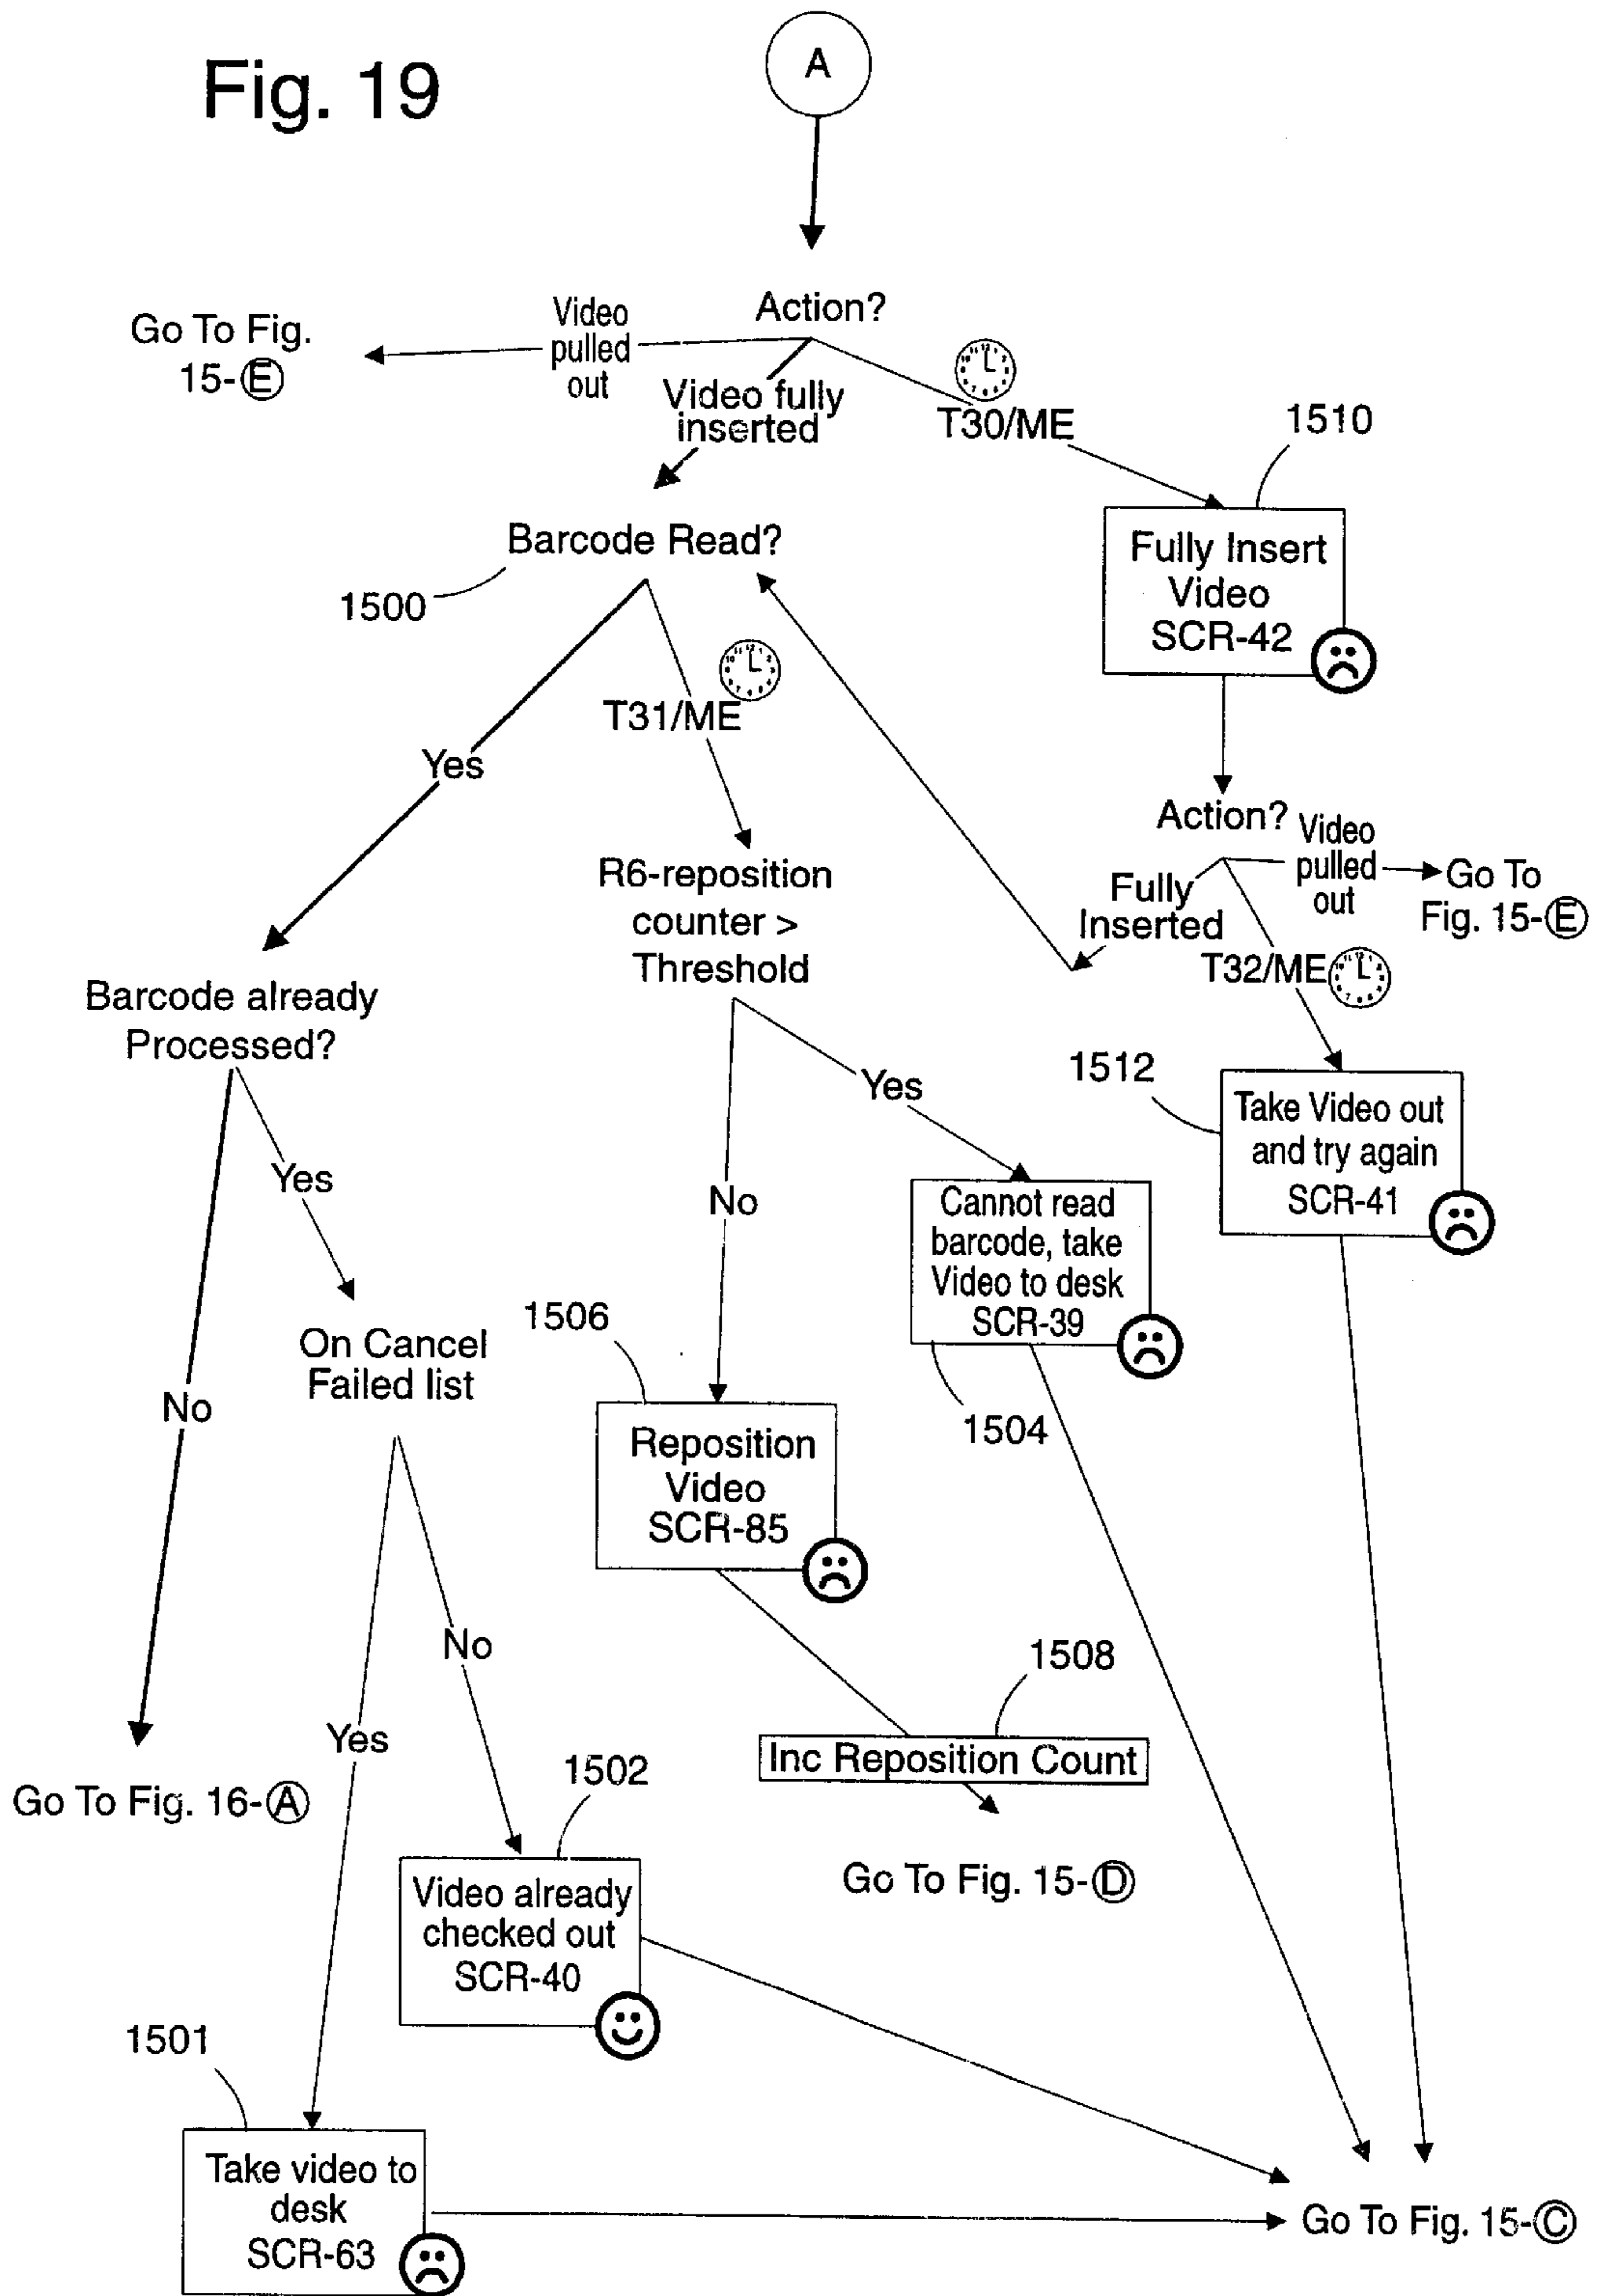 Fig. 19
A
Action?
Go To Fig.
15-Ⓔ
Video
pulled
out
Video fully
inserted
T30/ME
1510
Barcode Read?
1500
Fully Insert
Video
SCR-42
T31/ME
Yes
Action?
Video
pulled
out
Go To
Fig. 15-Ⓔ
Fully
Inserted
T32/ME
R6-reposition
counter >
Threshold
Barcode already
Processed?
1512
Take Video out
and try again
SCR-41
Yes
Yes
No
Cannot read
barcode, take
Video to desk
SCR-39
1504
1506
On Cancel
Failed list
No
Reposition
Video
SCR-85
No
1508
Yes
Inc Reposition Count
1502
Go To Fig. 16-Ⓐ
Go To Fig. 15-Ⓓ
Video already
checked out
SCR-40
1501
Take video to
desk
SCR-63
Go To Fig. 15-Ⓒ